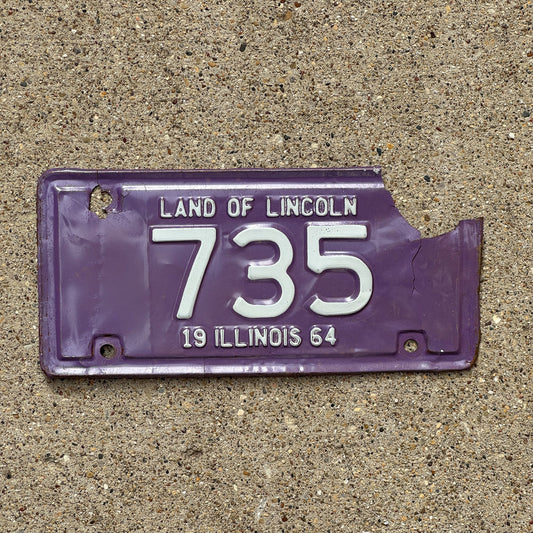 LAND OF LINCOLN
735
19 ILLINOIS 64